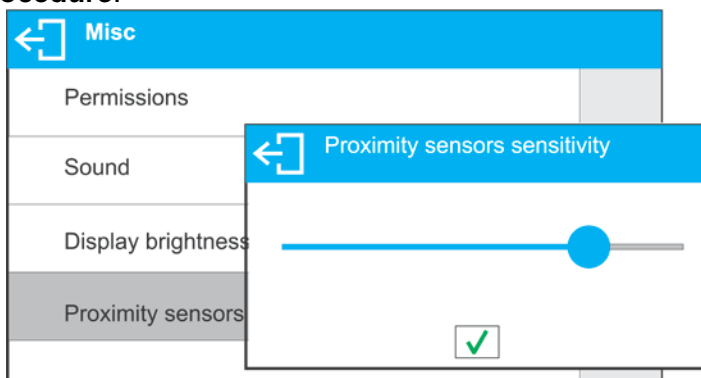 ocedure:
Misc
Permissions
Sound
Display brightness
Proximity sensors
Proximity sensors sensitivity